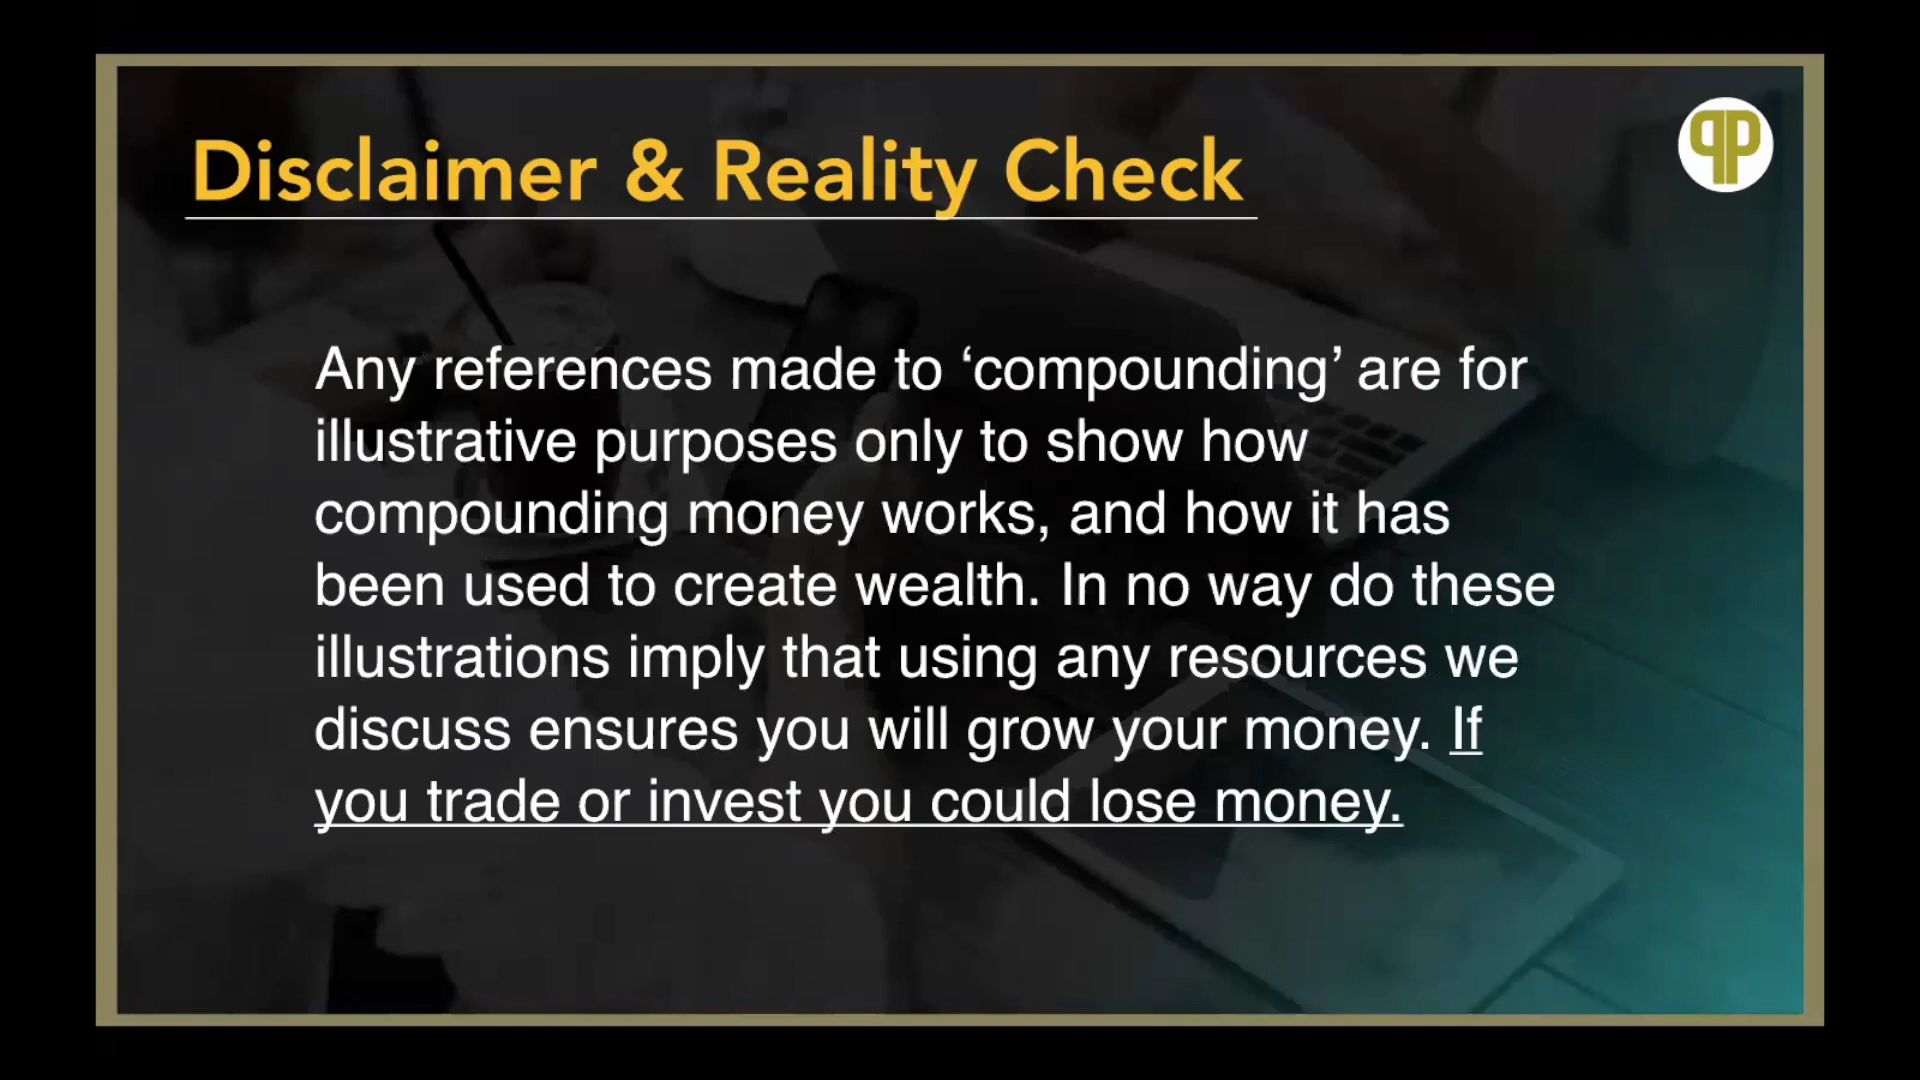 Disclaimer & Reality Check
Any references made to ‘compounding’ are for
illustrative purposes only to show how
compounding money works, and how it has
been used to create wealth. In no way do these
illustrations imply that using any resources we
discuss ensures you will grow your money. If
you trade or invest you could lose money.